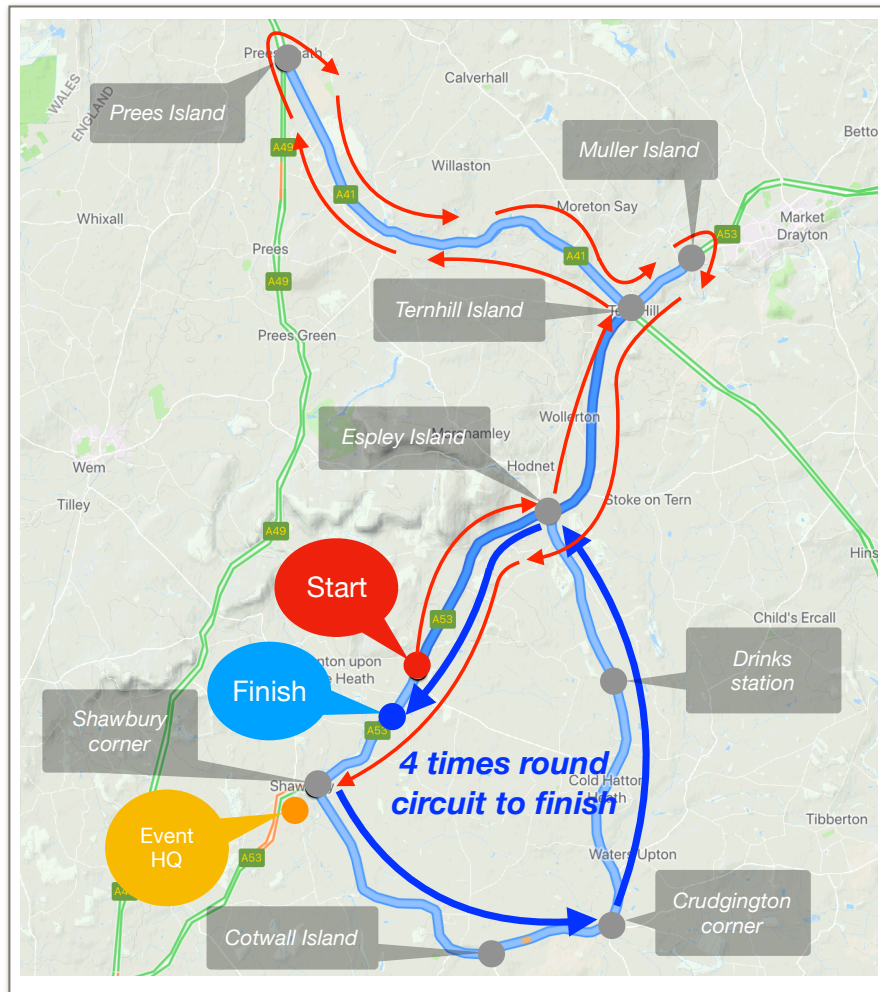 Prees Island
WALES
ENGLAND
Calverhall
A49
A41
Willaston
Muller Island
Betto
Whixall
Moreton Say
Market
Drayton
A53
Prees
A41
A49
Ternhill Island
Prees Green
Wollerton
Espley Island
Wem
Hodnet
Tilley
Stoke on Tern
A49
Hins
Start
Child's Ercall
A53
Drinks
station
Finish
Shawbury
corner
A53
4 times round
circuit to finish
Cold Hatton
Heath
Tibberton
Event
HQ
A53
Waters Upton
Crudgington
corner
Cotwall Island